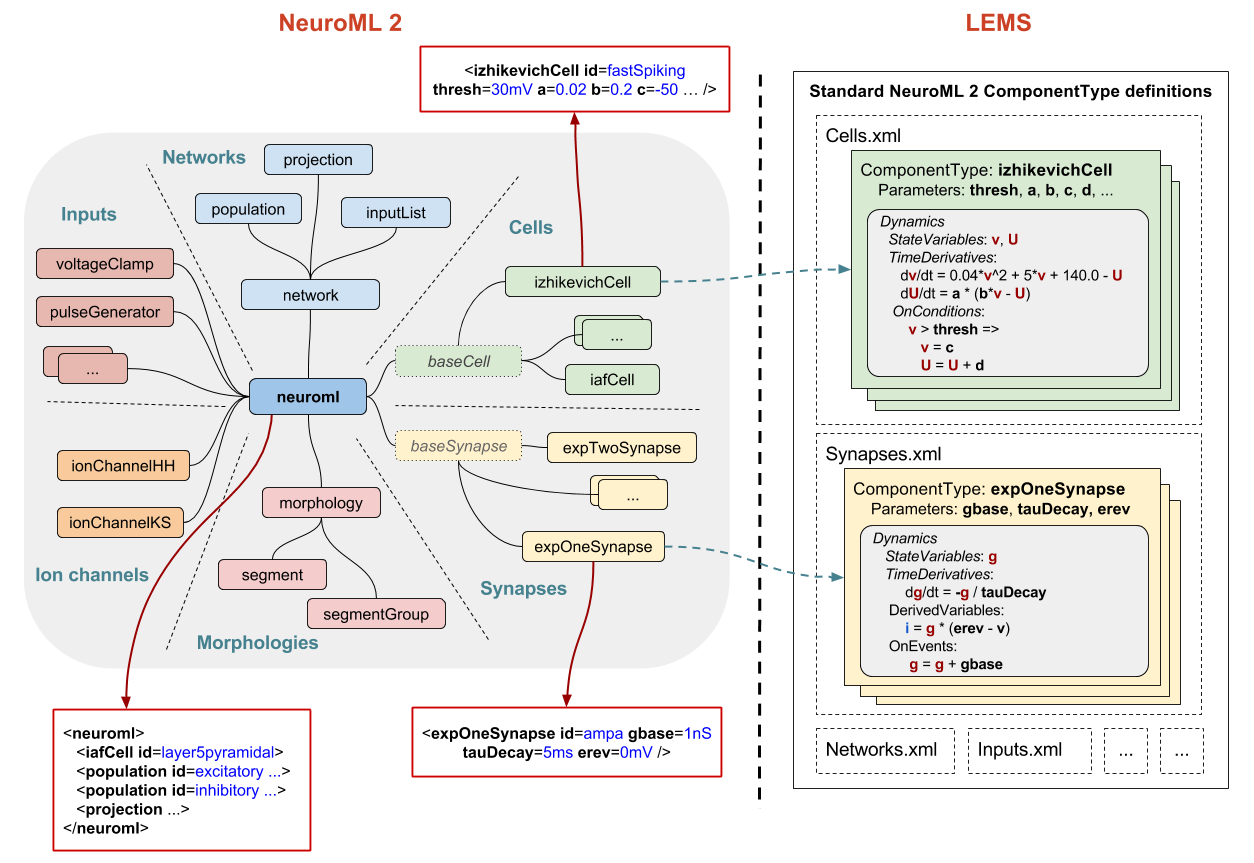 NeuroML 2
LEMS
<izhikevichCell id=fastSpiking
thresh=30mV a=0.02 b=0.2 c=-50 ... />
Networks
projection
population
inputList
network
Inputs
voltageClamp
pulseGenerator
...
Cells
izhikevichCell
baseCell
...
iafCell
neuroml
ionChannelHH
ionChannelKS
Ion channels
morphology
segment
segmentGroup
Morphologies
baseSynapse
expTwoSynapse
...
expOneSynapse
Synapses
<neuroml>
<iafCell id=layer5pyramidal>
<population id=excitatory ...>
<population id=inhibitory ...>
<projection ...>
</neuroml>
<expOneSynapse id=ampa gbase=1nS
tauDecay=5ms erev=0mV />
Standard NeuroML 2 ComponentType definitions
Cells.xml
ComponentType: izhikevichCell
Parameters: thresh, a, b, c, d, ...
Dynamics
StateVariables: v, U
TimeDerivatives:
dv/dt = 0.04*v^2 + 5*v + 140.0 - U
dU/dt = a * (b*v - U)
OnConditions:
v > thresh =>
v = c
U = U + d
Synapses.xml
ComponentType: expOneSynapse
Parameters: gbase, tauDecay, erev
Dynamics
StateVariables: g
TimeDerivatives:
dg/dt = -g / tauDecay
DerivedVariables:
i = g * (erev - v)
OnEvents:
g = g + gbase
Networks.xml
Inputs.xml
...
...